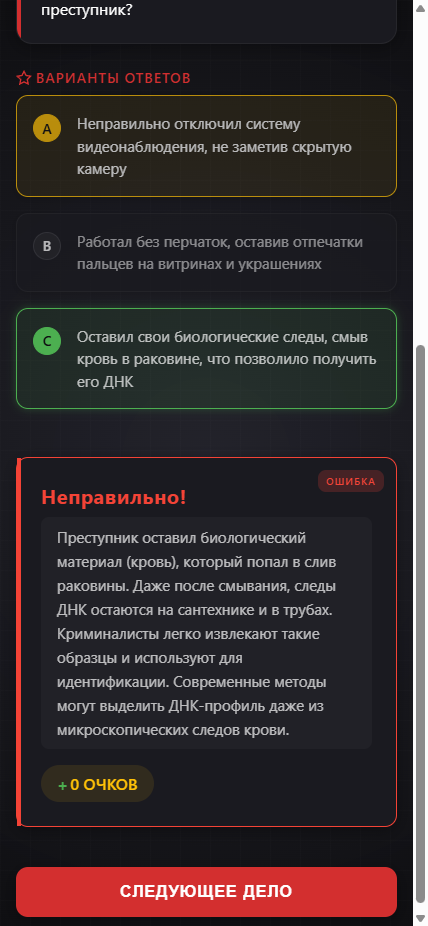 преступник?
ВАРИАНТЫ ОТВЕТОВ
A
Неправильно отключил систему
видеонаблюдения, не заметив скрытую
камеру
B
Работал без перчаток, оставив отпечатки
пальцев на витринах и украшениях
C
Оставил свои биологические следы, смыв
кровь в раковине, что позволило получить
его ДНК
ОШИБКА
Неправильно!
Преступник оставил биологический
материал (кровь), который попал в слив
раковины. Даже после смывания, следы
ДНК остаются на сантехнике и в трубах.
Криминалисты легко извлекают такие
образцы и используют для
идентификации. Современные методы
могут выделить ДНК-профиль даже из
микроскопических следов крови.
+ 0 ОЧКОВ
СЛЕДУЮЩЕЕ ДЕЛО